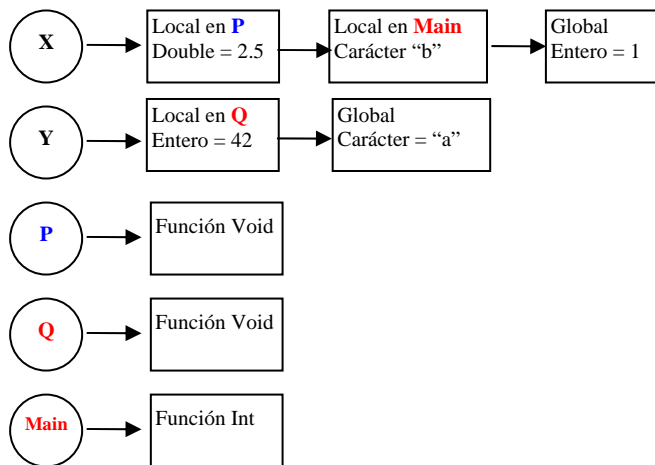 X
Local en P
Double = 2.5
Local en Main
Carácter “b”
Global
Entero = 1
Y
Local en Q
Entero = 42
Global
Carácter = “a”
P
Función Void
Q
Función Void
Main
Función Int